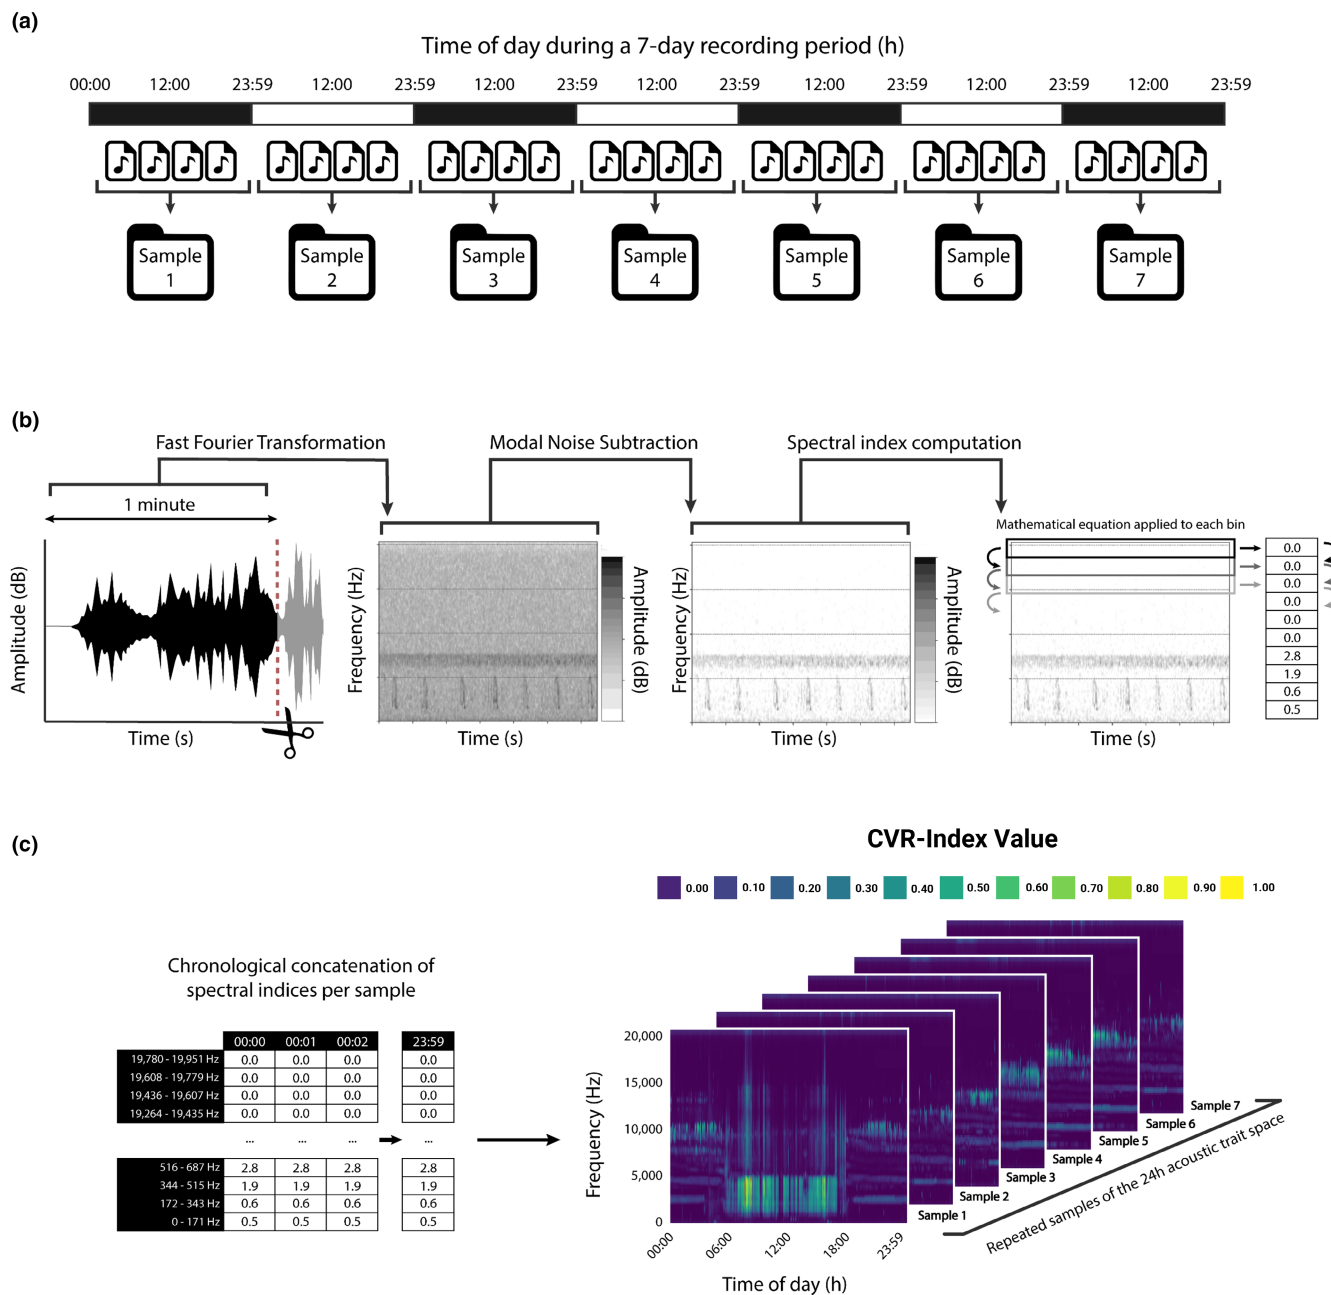 (a)
Time of day during a 7-day recording period (h)
00:00 12:00 23:59 12:00 23:59 12:00 23:59 12:00 23:59 12:00 23:59 12:00 23:59 12:00 23:59
Sample 1
Sample 2
Sample 3
Sample 4
Sample 5
Sample 6
Sample 7
(b)
Fast Fourier Transformation
Modal Noise Subtraction
Spectral index computation
1 minute
Mathematical equation applied to each bin
Amplitude (dB)
Time (s)
Frequency (Hz)
Amplitude (dB)
Time (s)
Frequency (Hz)
Amplitude (dB)
Time (s)
Time (s)
0.0
0.0
0.0
0.0
0.0
0.0
2.8
1.9
0.6
0.5
(c)
CVR-Index Value
0.00 0.10 0.20 0.30 0.40 0.50 0.60 0.70 0.80 0.90 1.00
Chronological concatenation of
spectral indices per sample
00:00 00:01 00:02 23:59
19,780 - 19,951 Hz 0.0 0.0 0.0 0.0
19,608 - 19,779 Hz 0.0 0.0 0.0 0.0
19,436 - 19,607 Hz 0.0 0.0 0.0 0.0
19,264 - 19,435 Hz 0.0 0.0 0.0 0.0
... ... ... ...
516 - 687 Hz 2.8 2.8 2.8 2.8
344 - 515 Hz 1.9 1.9 1.9 1.9
172 - 343 Hz 0.6 0.6 0.6 0.6
0 - 171 Hz 0.5 0.5 0.5 0.5
Frequency (Hz)
20,000
15,000
10,000
5,000
0
00:00 06:00 12:00 18:00 23:59
Time of day (h)
Sample 1
Sample 2
Sample 3
Sample 4
Sample 5
Sample 6
Sample 7
Repeated samples of the 24h acoustic trait space